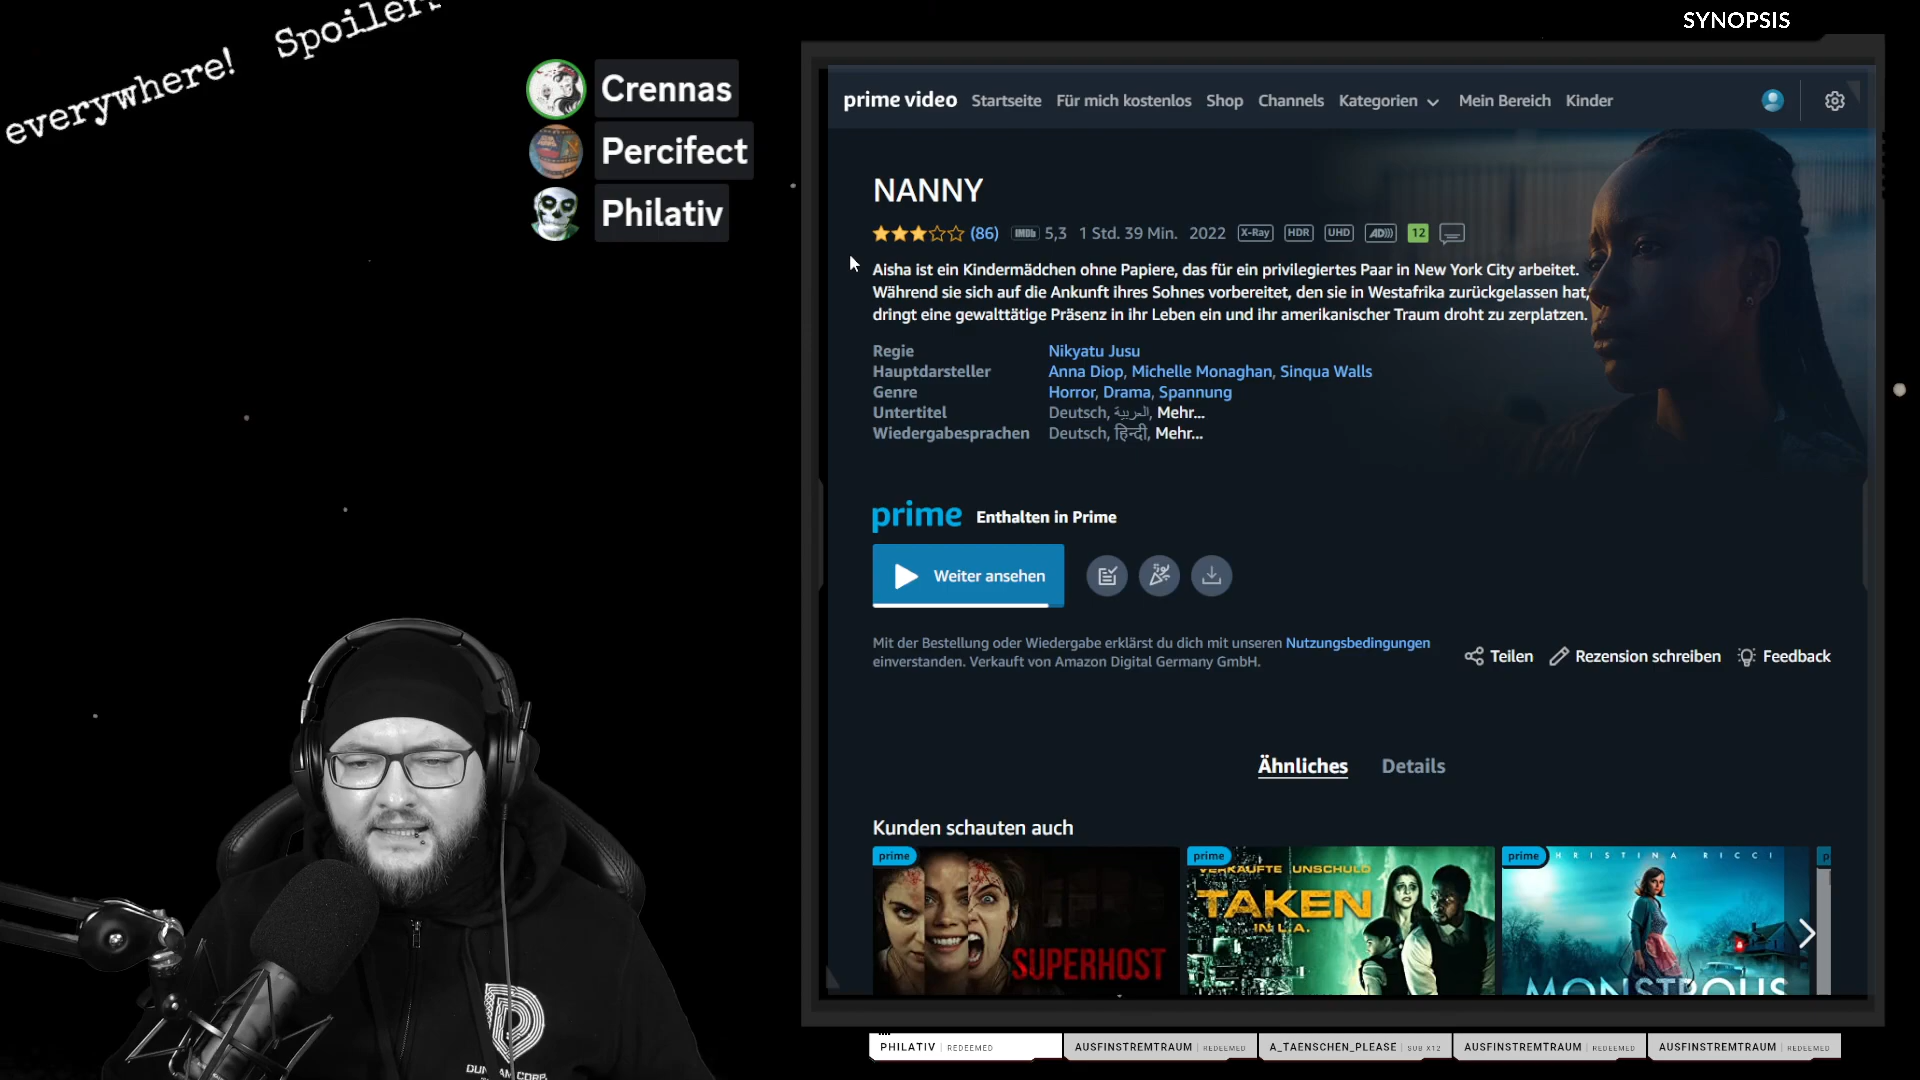 everywhere! Spoiler
SYNOPSIS
Crennas
Percifect
Philativ
prime video Startseite Für mich kostenlos Shop Channels Kategorien Mein Bereich Kinder
NANNY
(86) IMDb 5,3 1 Std. 39 Min. 2022 X-Ray HDR UHD AD))) 12
Aisha ist ein Kindermädchen ohne Papiere, das für ein privilegiertes Paar in New York City arbeitet.
Während sie sich auf die Ankunft ihres Sohnes vorbereitet, den sie in Westafrika zurückgelassen hat,
dringt eine gewalttätige Präsenz in ihr Leben ein und ihr amerikanischer Traum droht zu zerplatzen.
Regie Nikyatu Jusu
Hauptdarsteller Anna Diop, Michelle Monaghan, Sinqua Walls
Genre Horror, Drama, Spannung
Untertitel Deutsch, العربية, Mehr...
Wiedergabesprachen Deutsch, हिन्दी, Mehr...
prime Enthalten in Prime
Weiter ansehen
Mit der Bestellung oder Wiedergabe erklärst du dich mit unseren Nutzungsbedingungen
einverstanden. Verkauft von Amazon Digital Germany GmbH.
Teilen Rezension schreiben Feedback
Ähnliches Details
Kunden schauten auch
prime
SUPERHOST
prime
VERKAUFTE UNSCHULD
TAKEN
IN L.A.
prime
CHRISTINA RICCI
MONSTROUS
DUNHAM CORP.
PHILATIV REDEEMED
AUSFINSTREMTRAUM REDEEMED
A_TAENSCHEN_PLEASE SUB X12
AUSFINSTREMTRAUM REDEEMED
AUSFINSTREMTRAUM REDEEMED